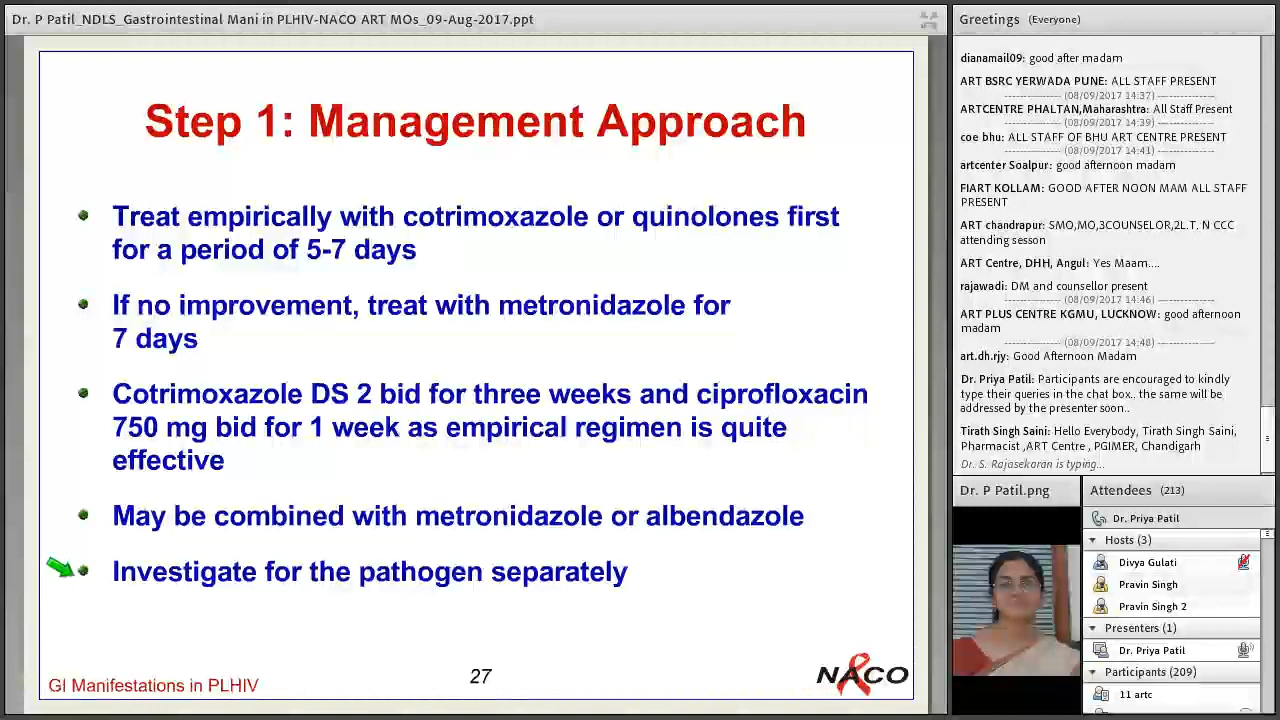 Dr. P Patil_NDLS_Gastrointestinal Mani in PLHIV-NACO ART MOs_09-Aug-2017.ppt
Step 1: Management Approach
Treat empirically with cotrimoxazole or quinolones first
for a period of 5-7 days
If no improvement, treat with metronidazole for
7 days
Cotrimoxazole DS 2 bid for three weeks and ciprofloxacin
750 mg bid for 1 week as empirical regimen is quite
effective
May be combined with metronidazole or albendazole
Investigate for the pathogen separately
GI Manifestations in PLHIV
27
NACO
Greetings (Everyone)
dianamail09: good after madam
ART BSRC YERWADA PUNE: ALL STAFF PRESENT
------------------ (08/09/2017 14:37) ------------------
ARTCENTRE PHALTAN,Maharashtra: All Staff Present
------------------ (08/09/2017 14:39) ------------------
coe bhu: ALL STAFF OF BHU ART CENTRE PRESENT
------------------ (08/09/2017 14:41) ------------------
artcenter Soalpur: good afternoon madam
FIART KOLLAM: GOOD AFTER NOON MAM ALL STAFF
PRESENT
ART chandrapur: SMO,MO,3COUNSELOR,2L.T. N CCC
attending sesson
ART Centre, DHH, Angul: Yes Maam....
rajawadi: DM and counsellor present
------------------ (08/09/2017 14:46) ------------------
ART PLUS CENTRE KGMU, LUCKNOW: good afternoon
madam
------------------ (08/09/2017 14:48) ------------------
art.dh.rjy: Good Afternoon Madam
Dr. Priya Patil: Participants are encouraged to kindly
type their queries in the chat box.. the same will be
addressed by the presenter soon..
Tirath Singh Saini: Hello Everybody, Tirath Singh Saini,
Pharmacist ,ART Centre , PGIMER, Chandigarh
Dr. S. Rajasekaran is typing...
Dr. P Patil.png
Attendees (213)
Dr. Priya Patil
Hosts (3)
Divya Gulati
Pravin Singh
Pravin Singh 2
Presenters (1)
Dr. Priya Patil
Participants (209)
11 artc